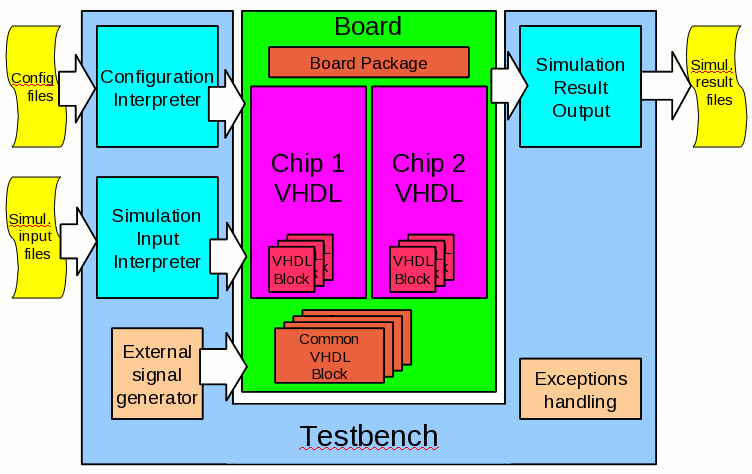 Board
Board Package
Config
files
Configuration
Interpreter
Simulation
Result
Output
Simul.
result
files
Chip 1
VHDL
Chip 2
VHDL
Simul.
input
files
Simulation
Input
Interpreter
VHDL
Block
VHDL
Block
External
signal
generator
Common
VHDL
Block
Exceptions
handling
Testbench